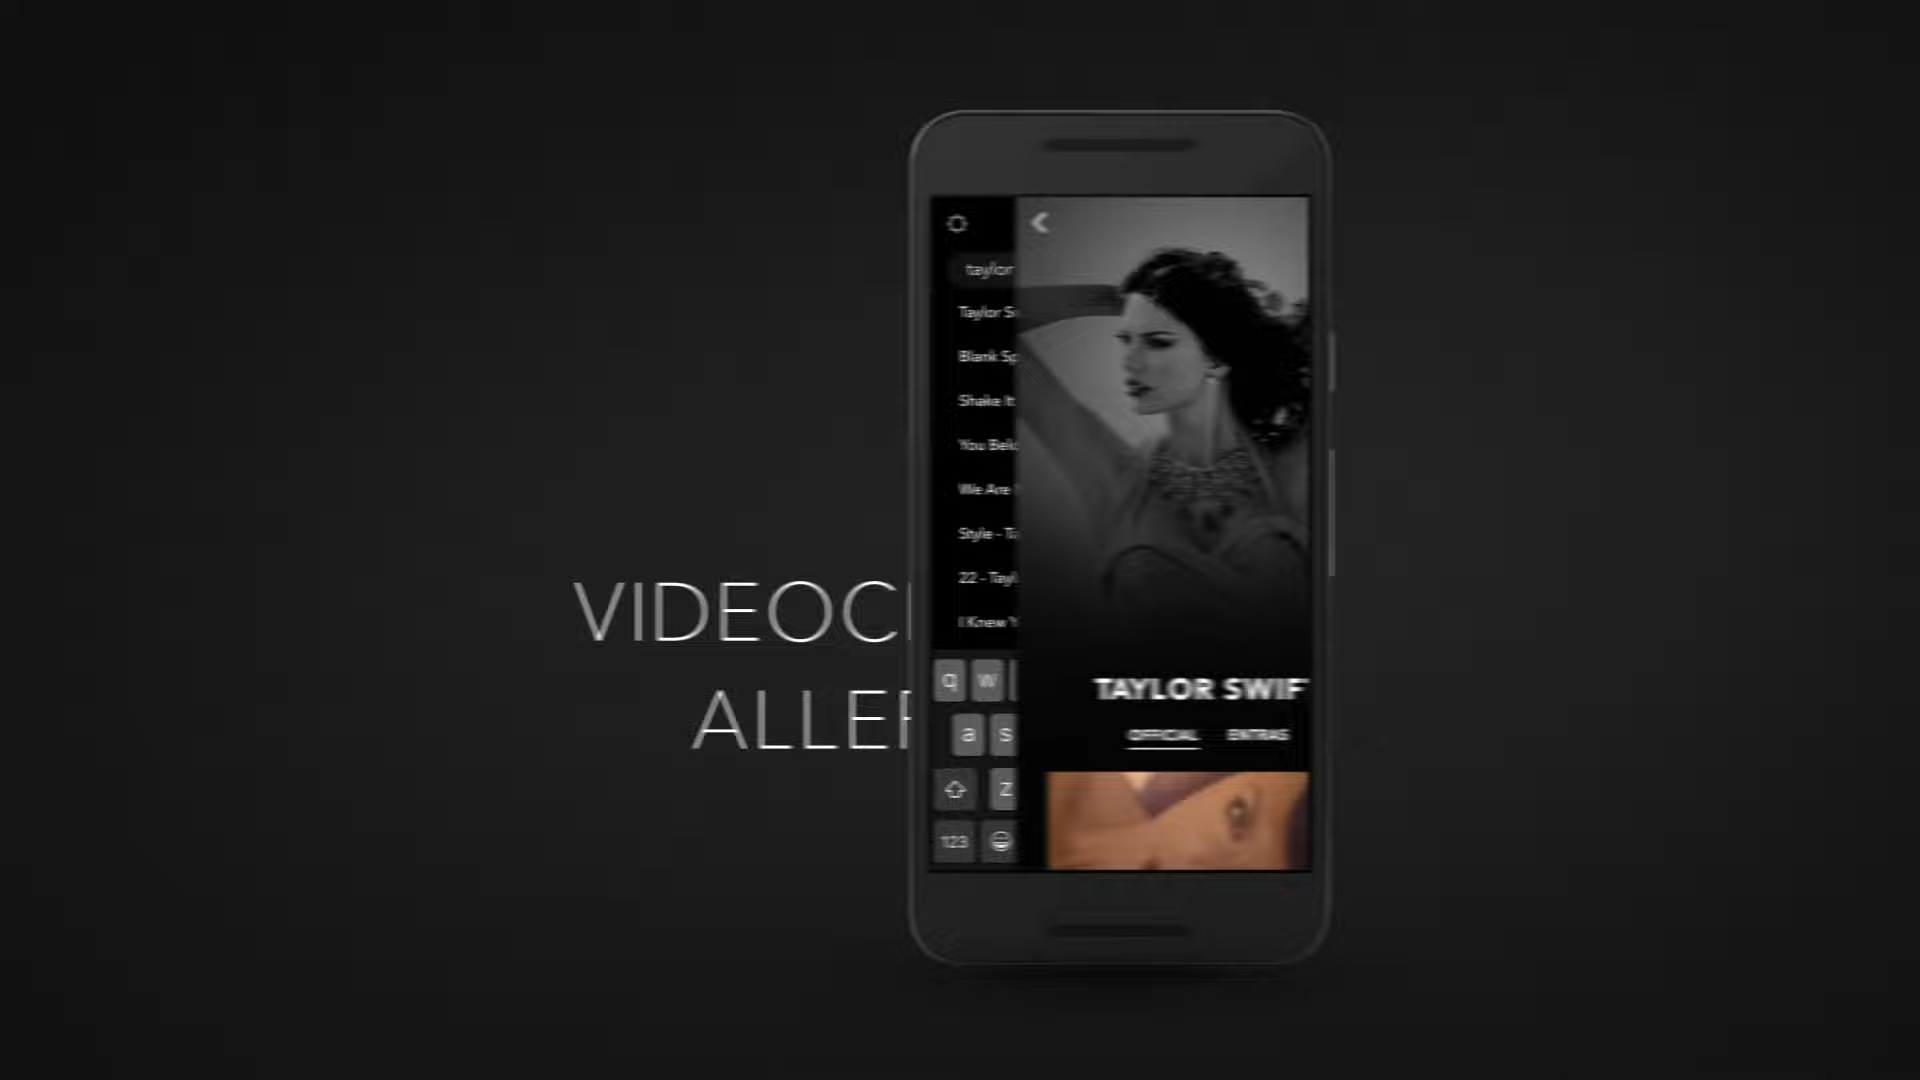 VIDEOC
ALLE
taylor
Taylor S
Blank Sp
Shake It
You Bel
We Are
Style - T
22 - Tayl
I Knew
q w
a s
z
123
TAYLOR SWIF
OFFICIAL EXTRAS